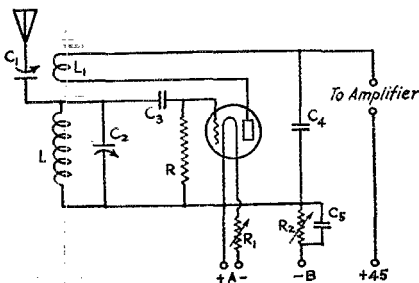 C1
L1
To Amplifier
C3
L
C2
R
C4
R1
R2
C5
+A-
-B
+45